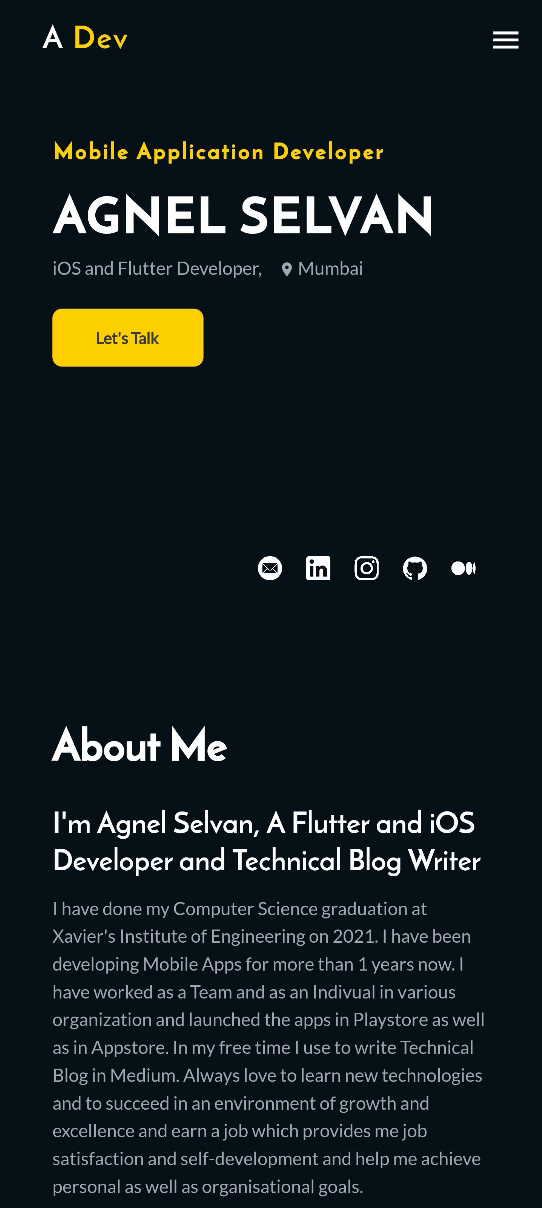 A Dev
Mobile Application Developer
AGNEL SELVAN
iOS and Flutter Developer, Mumbai
Let's Talk
About Me
I'm Agnel Selvan, A Flutter and iOS
Developer and Technical Blog Writer
I have done my Computer Science graduation at
Xavier's Institute of Engineering on 2021. I have been
developing Mobile Apps for more than 1 years now. I
have worked as a Team and as an Indivual in various
organization and launched the apps in Playstore as well
as in Appstore. In my free time I use to write Technical
Blog in Medium. Always love to learn new technologies
and to succeed in an environment of growth and
excellence and earn a job which provides me job
satisfaction and self-development and help me achieve
personal as well as organisational goals.